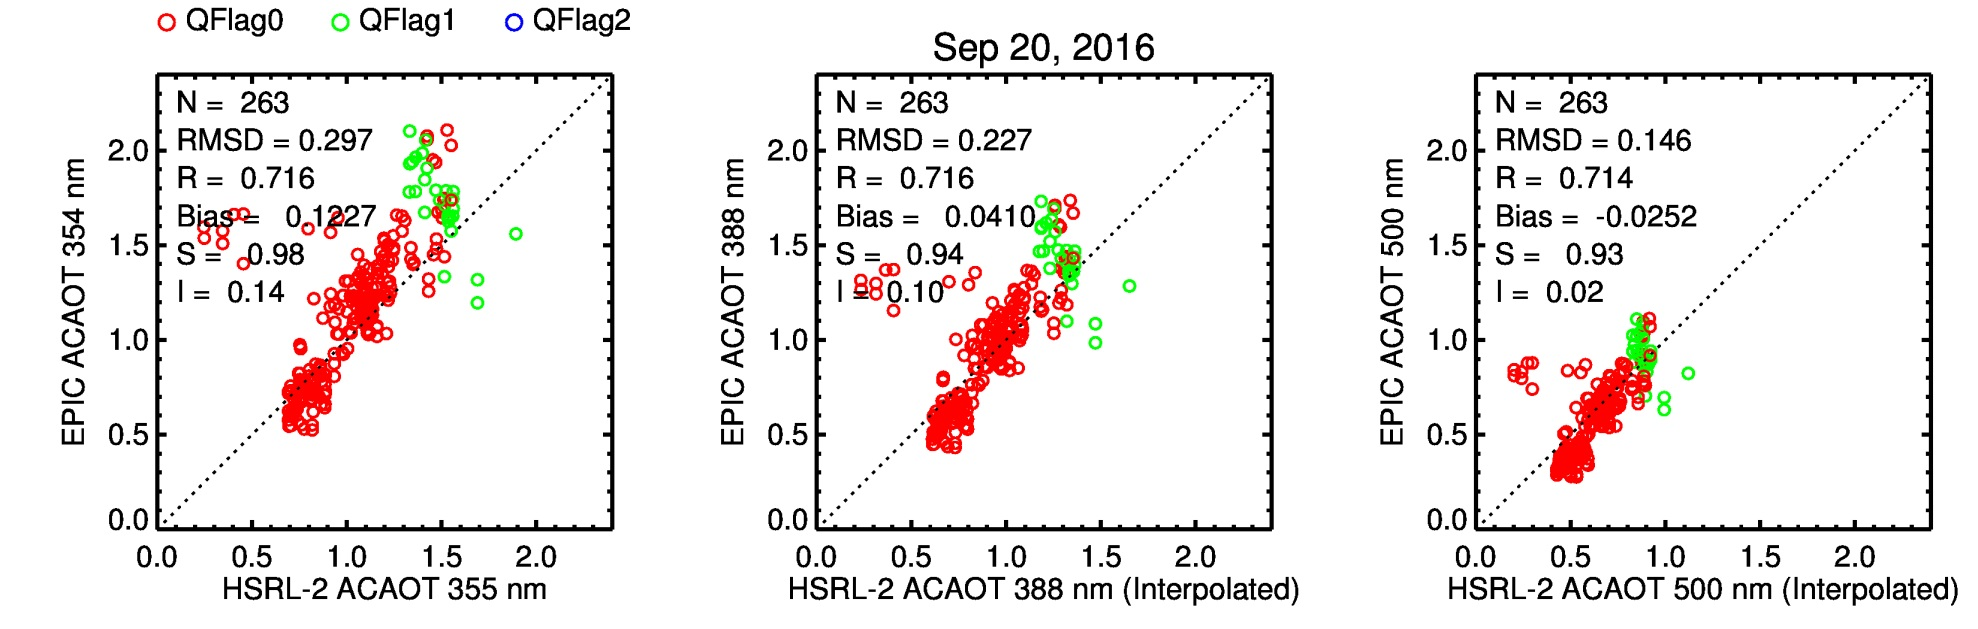 QFlag0 QFlag1 QFlag2
Sep 20, 2016
N = 263
RMSD = 0.297
R = 0.716
Bias = 0.1227
S = 0.98
I = 0.14
EPIC ACAOT 354 nm
2.0
1.5
1.0
0.5
0.0
0.0 0.5 1.0 1.5 2.0
HSRL-2 ACAOT 355 nm
N = 263
RMSD = 0.227
R = 0.716
Bias = 0.0410
S = 0.94
I = 0.10
EPIC ACAOT 388 nm
2.0
1.5
1.0
0.5
0.0
0.0 0.5 1.0 1.5 2.0
HSRL-2 ACAOT 388 nm (Interpolated)
N = 263
RMSD = 0.146
R = 0.714
Bias = -0.0252
S = 0.93
I = 0.02
EPIC ACAOT 500 nm
2.0
1.5
1.0
0.5
0.0
0.0 0.5 1.0 1.5 2.0
HSRL-2 ACAOT 500 nm (Interpolated)